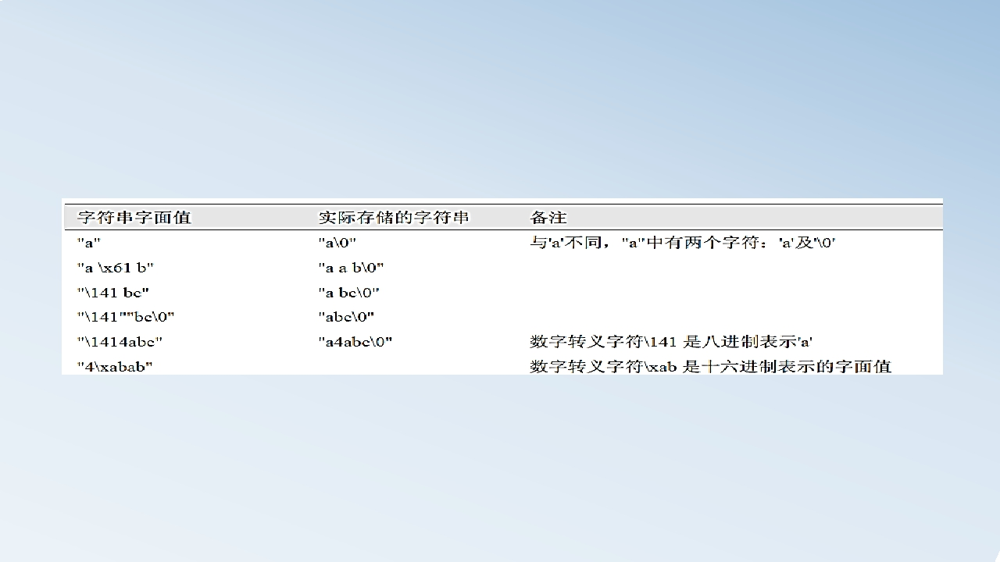 字符串字面值 实际存储的字符串 备注
"a" "a\0" 与'a'不同，"a"中有两个字符：'a'及'\0'
"a \x61 b" "a a b\0"
"\141 bc" "a bc\0"
"\141""bc\0" "abc\0"
"\1414abc" "a4abc\0" 数字转义字符\141 是八进制表示'a'
"4\xabab" 数字转义字符\xab 是十六进制表示的字面值